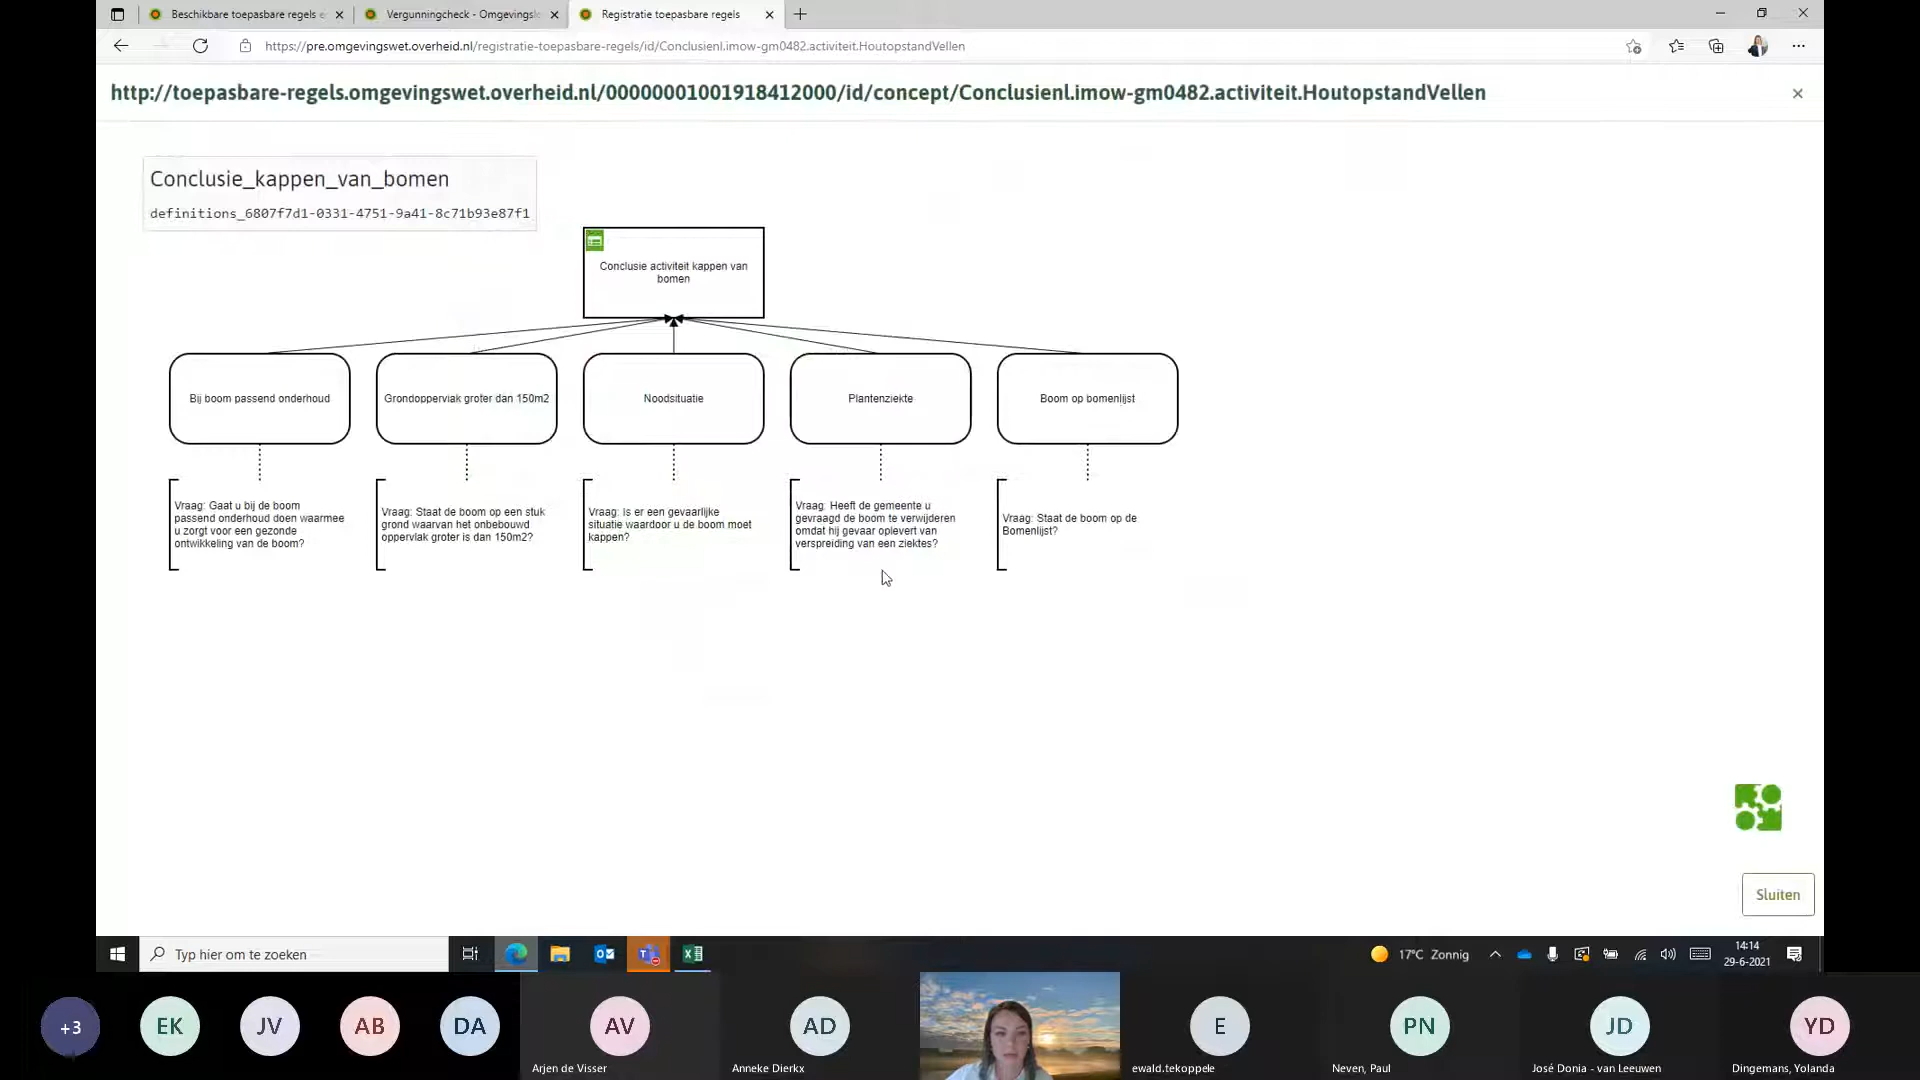 Beschikbare toepasbare regels e
Vergunningcheck - Omgevingslo
Registratie toepasbare regels
https://pre.omgevingswet.overheid.nl/registratie-toepasbare-regels/id/Conclusienl.imow-gm0482.activiteit.HoutopstandVellen
http://toepasbare-regels.omgevingswet.overheid.nl/00000001001918412000/id/concept/Conclusienl.imow-gm0482.activiteit.HoutopstandVellen
Conclusie_kappen_van_bomen
definitions_6807f7d1-0331-4751-9a41-8c71b93e87f1
Conclusie activiteit kappen van
bomen
Bij boom passend onderhoud
Grondoppervlak groter dan 150m2
Noodsituatie
Plantenziekte
Boom op bomenlijst
Vraag: Gaat u bij de boom
passend onderhoud doen waarmee
u zorgt voor een gezonde
ontwikkeling van de boom?
Vraag: Staat de boom op een stuk
grond waarvan het onbebouwd
oppervlak groter is dan 150m2?
Vraag: Is er een gevaarlijke
situatie waardoor u de boom moet
kappen?
Vraag: Heeft de gemeente u
gevraagd de boom te verwijderen
omdat hij gevaar oplevert van
verspreiding van een ziektes?
Vraag: Staat de boom op de
Bomenlijst?
Sluiten
Typ hier om te zoeken
17°C Zonnig
14:14
29-6-2021
+3
EK
JV
AB
DA
AV
AD
E
PN
JD
YD
Arjen de Visser
Anneke Dierkx
ewald.tekoppele
Neven, Paul
José Donia - van Leeuwen
Dingemans, Yolanda